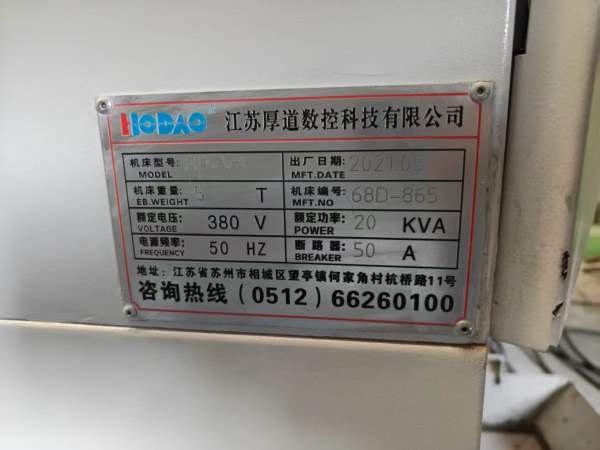 HODAO 江苏厚道数控科技有限公司
机床型号: 出厂日期: 2021.05
MODEL MFT.DATE
机床重量: 5 T 机床编号: 68D-865
EB.WEIGHT MFT.NO
额定电压: 380 V 额定功率: 20 KVA
VOLTAGE POWER
电源频率: 50 HZ 断路器: 50 A
FREQUENCY BREAKER
地址: 江苏省苏州市相城区望亭镇何家角村杭桥路11号
咨询热线 (0512) 66260100